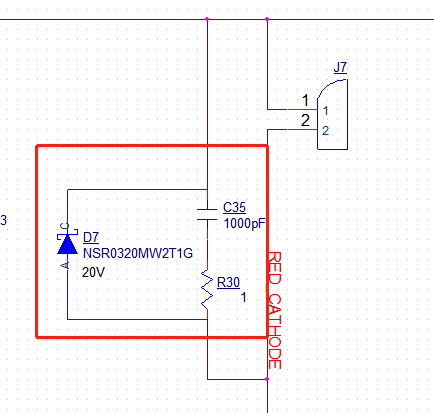 J7
1
1
2
2
3
C35
1000pF
C
D7
NSR0320MW2T1G
A
20V
R30
1
RED CATHODE